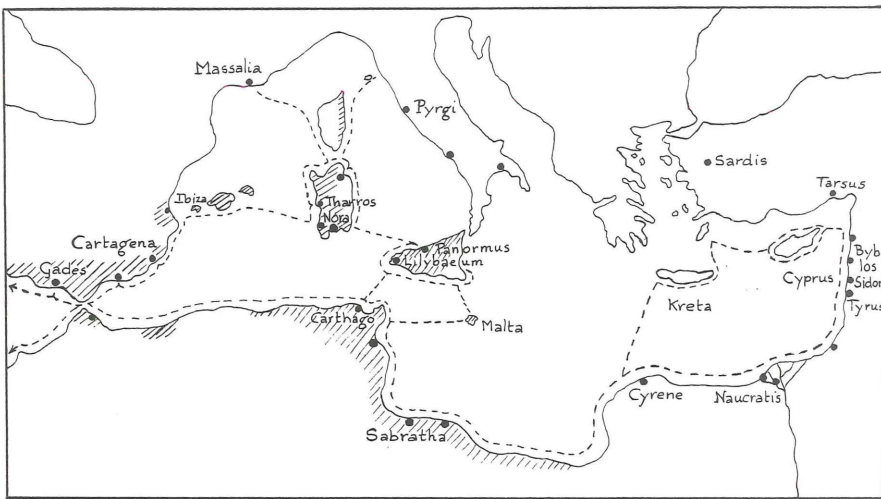 Massalia
Pyrgi
Sardis
Tarsus
Ibiza
Tharros
Nora
Cartagena
Panormus
Lilybaeum
Gades
Byb
los
Cyprus
Sidon
Kreta
Tyrus
Carthago
Malta
Cyrene
Naucratis
Sabratha